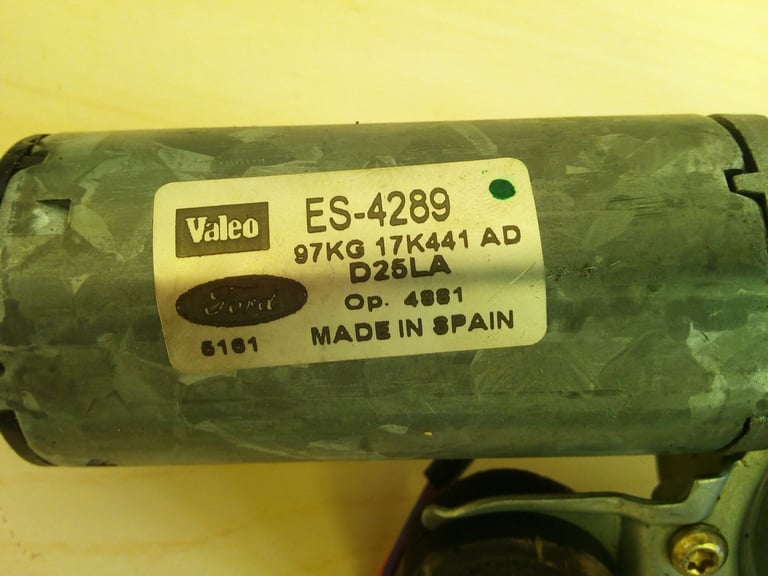 Valeo
ES-4289
97KG 17K441 AD
D25LA
Ford
Op. 4881
5161
MADE IN SPAIN